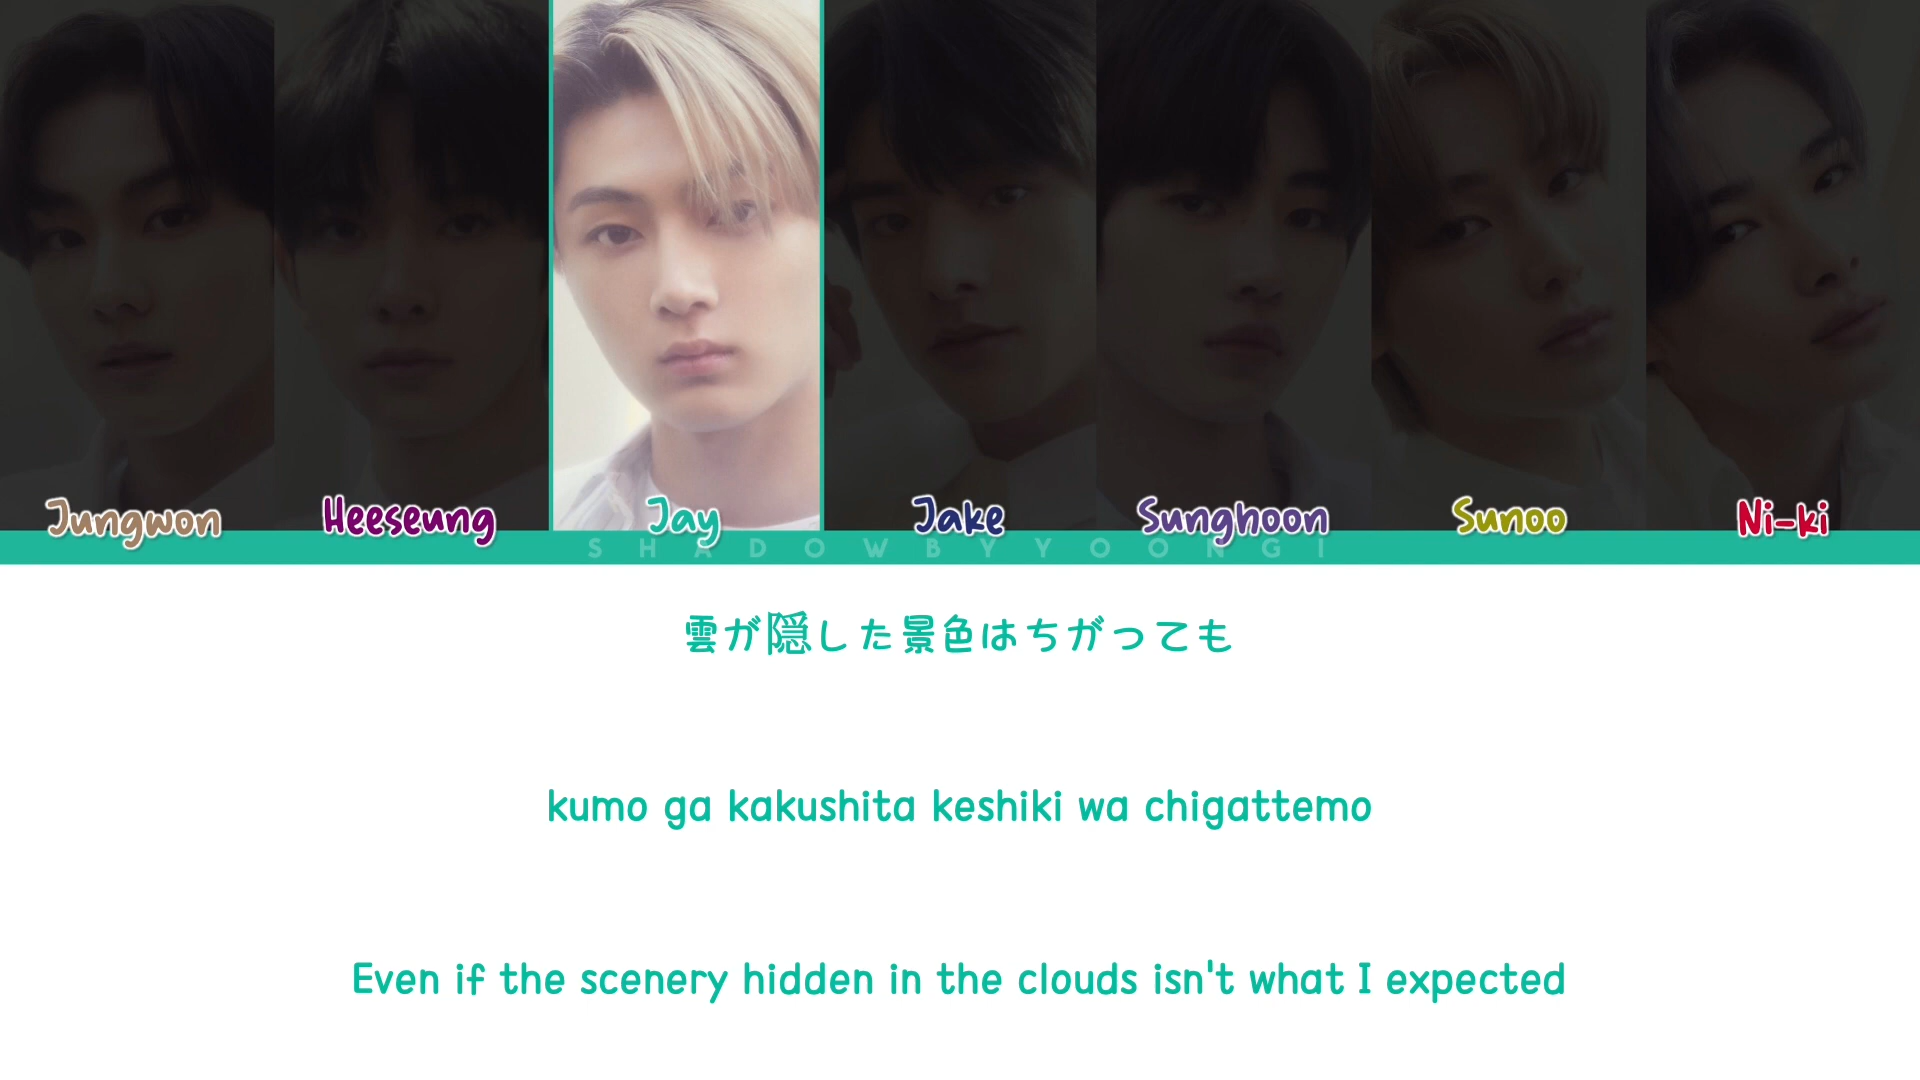 Jungwon Heeseung Jay Jake Sunghoon Sunoo Ni-ki
SHADOWBYYOONGI
雲が隠した景色はちがっても
kumo ga kakushita keshiki wa chigattemo
Even if the scenery hidden in the clouds isn't what I expected